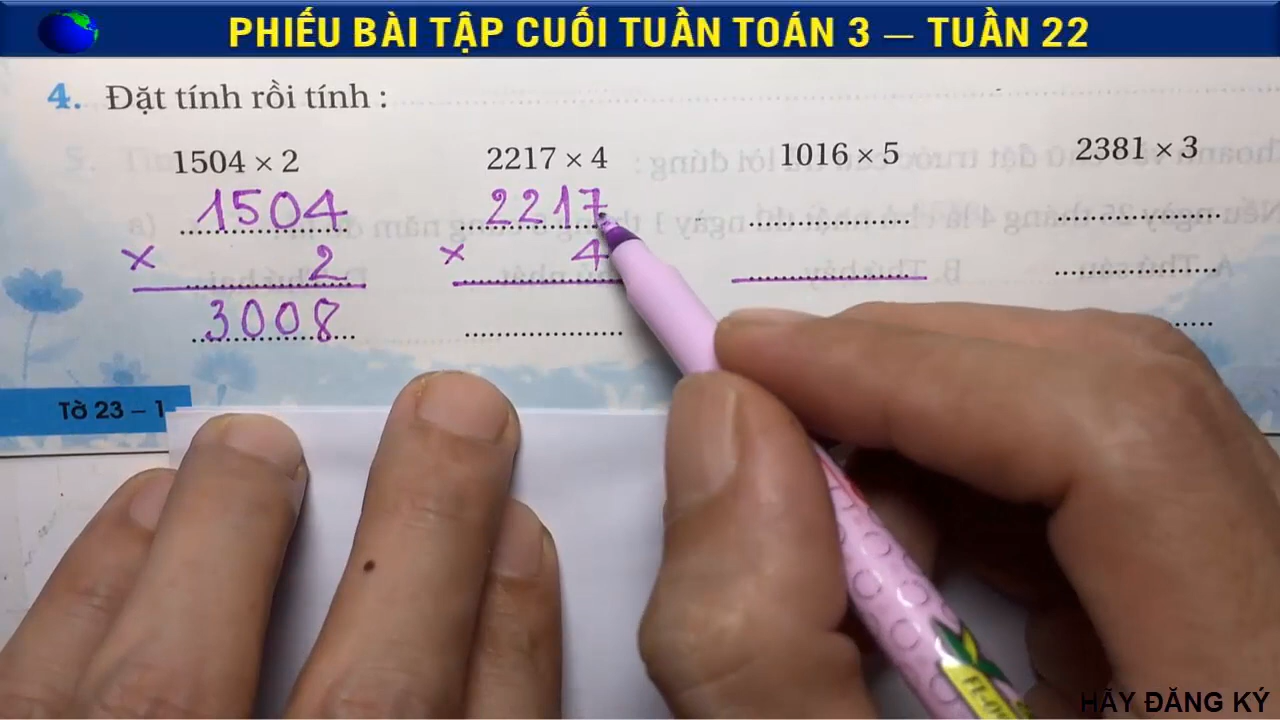 PHIẾU BÀI TẬP CUỐI TUẦN TOÁN 3 — TUẦN 22
4. Đặt tính rồi tính :
1504 × 2 2217 × 4 1016 × 5 2381 × 3
1504 2217
× 2 × 4
3008
Tờ 23 – 1
HÃY ĐĂNG KÝ